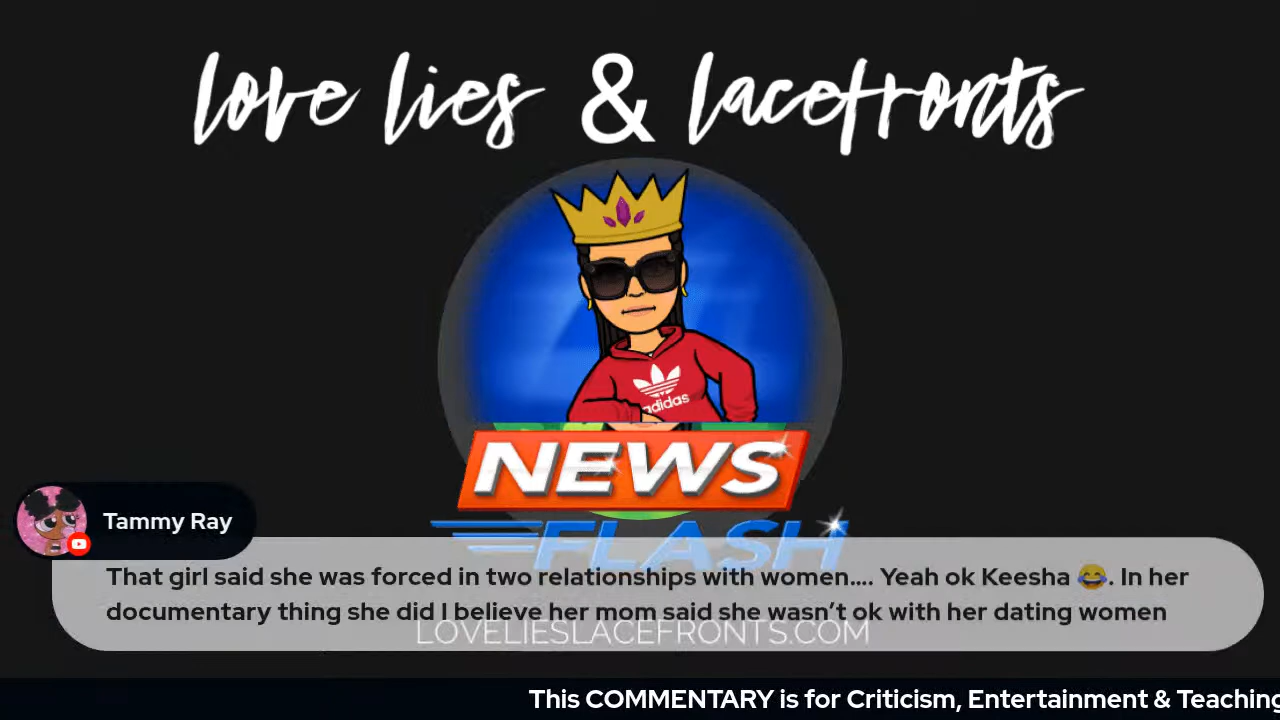 love lies & lacefronts
adidas
NEWS
FLASH
Tammy Ray
That girl said she was forced in two relationships with women.... Yeah ok Keesha 😂. In her
documentary thing she did I believe her mom said she wasn't ok with her dating women
LOVELIESLACEFRONTS.COM
This COMMENTARY is for Criticism, Entertainment & Teaching